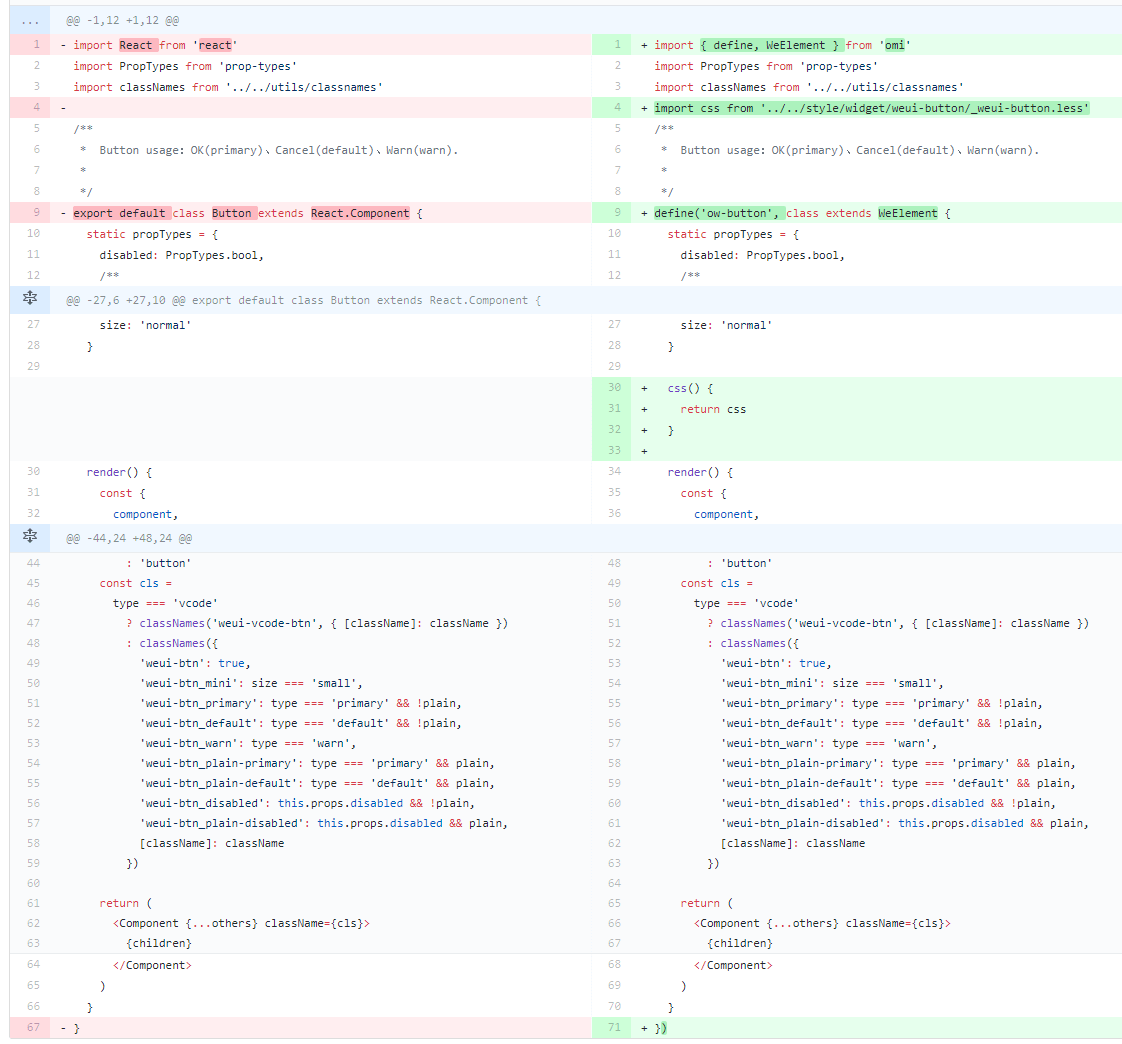 ... @@ -1,12 +1,12 @@
1 - import React from 'react'
2 import PropTypes from 'prop-types'
3 import classNames from '../../utils/classnames'
4 -
5 /**
6 * Button usage: OK(primary)、Cancel(default)、Warn(warn).
7 *
8 */
9 - export default class Button extends React.Component {
10 static propTypes = {
11 disabled: PropTypes.bool,
12 /**
1 + import { define, WeElement } from 'omi'
2 import PropTypes from 'prop-types'
3 import classNames from '../../utils/classnames'
4 + import css from '../../style/widget/weui-button/_weui-button.less'
5 /**
6 * Button usage: OK(primary)、Cancel(default)、Warn(warn).
7 *
8 */
9 + define('ow-button', class extends WeElement {
10 static propTypes = {
11 disabled: PropTypes.bool,
12 /**
@@ -27,6 +27,10 @@ export default class Button extends React.Component {
27 size: 'normal'
28 }
29
30 render() {
31 const {
32 component,
27 size: 'normal'
28 }
29
30 + css() {
31 + return css
32 + }
33 +
34 render() {
35 const {
36 component,
@@ -44,24 +48,24 @@
44 : 'button'
45 const cls =
46 type === 'vcode'
47 ? classNames('weui-vcode-btn', { [className]: className })
48 : classNames({
49 'weui-btn': true,
50 'weui-btn_mini': size === 'small',
51 'weui-btn_primary': type === 'primary' && !plain,
52 'weui-btn_default': type === 'default' && !plain,
53 'weui-btn_warn': type === 'warn',
54 'weui-btn_plain-primary': type === 'primary' && plain,
55 'weui-btn_plain-default': type === 'default' && plain,
56 'weui-btn_disabled': this.props.disabled && !plain,
57 'weui-btn_plain-disabled': this.props.disabled && plain,
58 [className]: className
59 })
60
61 return (
62 <Component {...others} className={cls}>
63 {children}
64 </Component>
65 )
66 }
67 - }
48 : 'button'
49 const cls =
50 type === 'vcode'
51 ? classNames('weui-vcode-btn', { [className]: className })
52 : classNames({
53 'weui-btn': true,
54 'weui-btn_mini': size === 'small',
55 'weui-btn_primary': type === 'primary' && !plain,
56 'weui-btn_default': type === 'default' && !plain,
57 'weui-btn_warn': type === 'warn',
58 'weui-btn_plain-primary': type === 'primary' && plain,
59 'weui-btn_plain-default': type === 'default' && plain,
60 'weui-btn_disabled': this.props.disabled && !plain,
61 'weui-btn_plain-disabled': this.props.disabled && plain,
62 [className]: className
63 })
64
65 return (
66 <Component {...others} className={cls}>
67 {children}
68 </Component>
69 )
70 }
71 + })